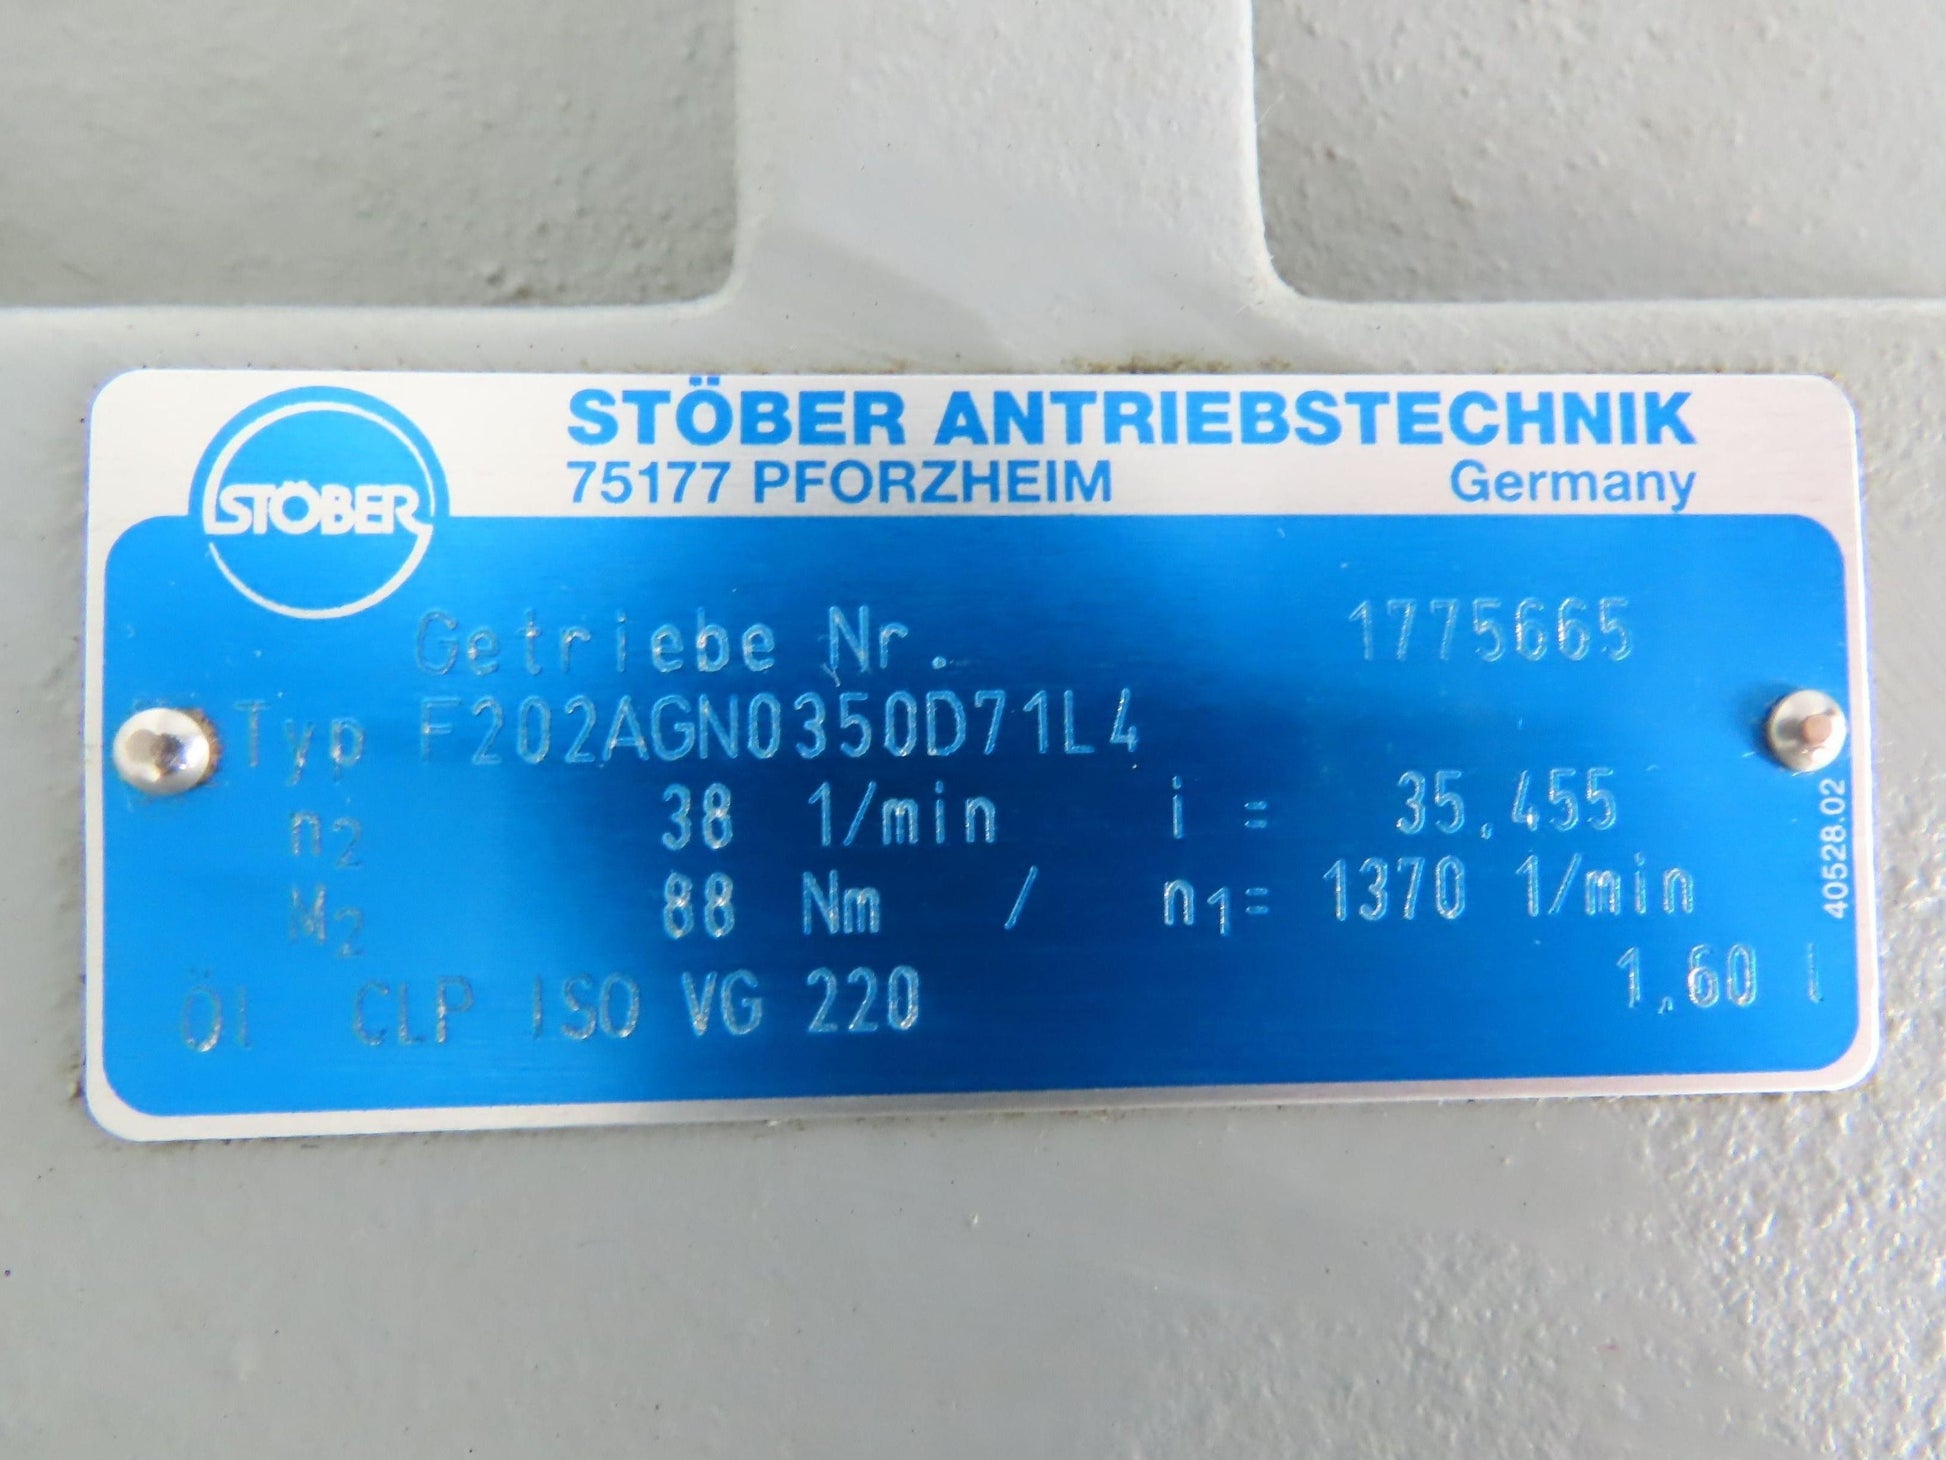 STÖBER ANTRIEBSTECHNIK
75177 PFORZHEIM Germany
STÖBER
Getriebe Nr. 1775665
Typ F202AGN0350D71L4
n2 38 1/min i = 35,455
M2 88 Nm / n1= 1370 1/min
Öl CLP ISO VG 220 1,60 l
40528.02